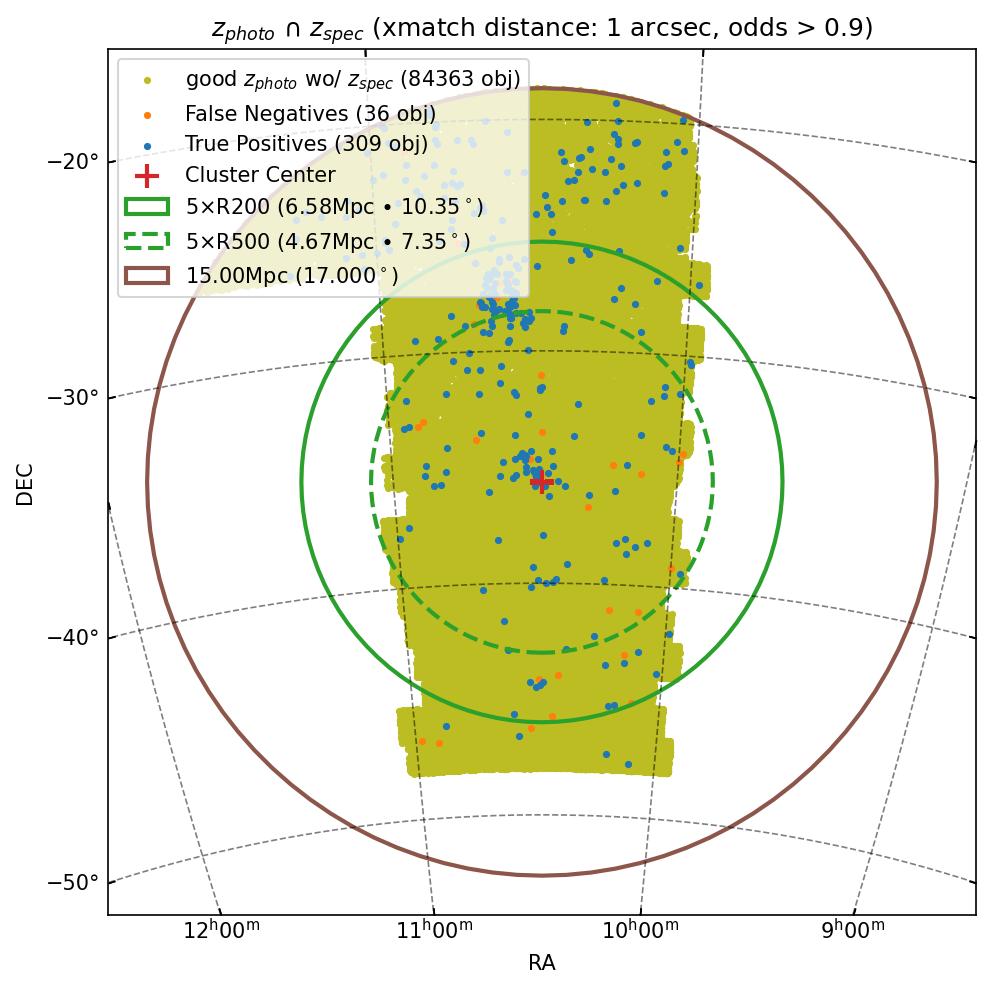 z_photo ∩ z_spec (xmatch distance: 1 arcsec, odds > 0.9)
good z_photo wo/ z_spec (84363 obj)
False Negatives (36 obj)
True Positives (309 obj)
Cluster Center
5×R200 (6.58Mpc • 10.35°)
5×R500 (4.67Mpc • 7.35°)
15.00Mpc (17.000°)
−20°
−30°
−40°
−50°
DEC
12h00m
11h00m
10h00m
9h00m
RA